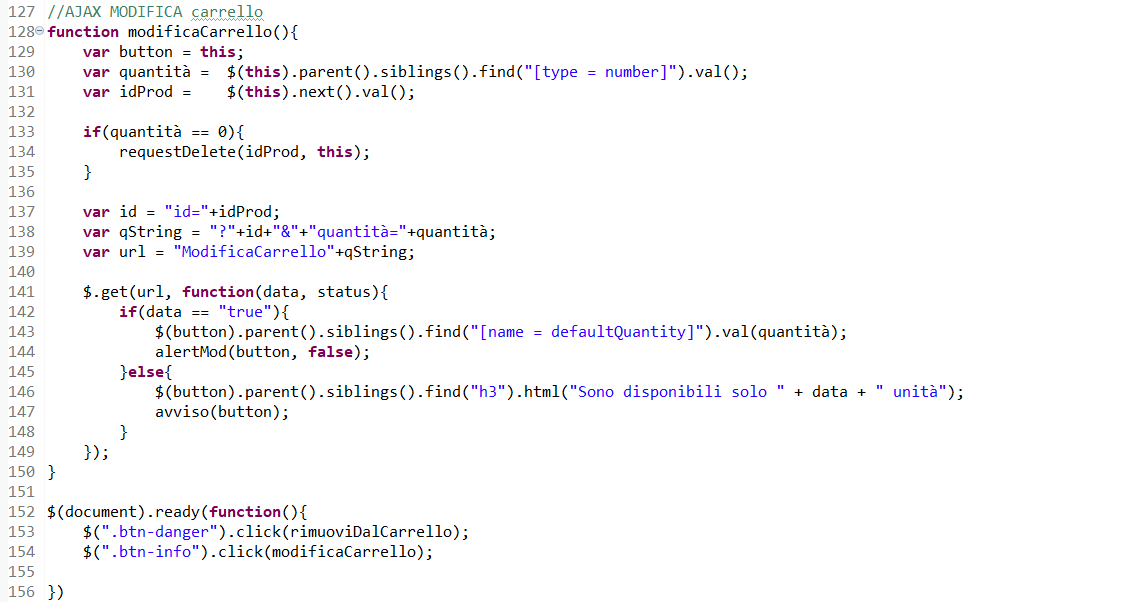 127 //AJAX MODIFICA carrello
128 function modificaCarrello(){
129     var button = this;
130     var quantità =  $(this).parent().siblings().find("[type = number]").val();
131     var idProd =    $(this).next().val();
132
133     if(quantità == 0){
134         requestDelete(idProd, this);
135     }
136
137     var id = "id="+idProd;
138     var qString = "?"+id+"&"+"quantità="+quantità;
139     var url = "ModificaCarrello"+qString;
140
141     $.get(url, function(data, status){
142         if(data == "true"){
143             $(button).parent().siblings().find("[name = defaultQuantity]").val(quantità);
144             alertMod(button, false);
145         }else{
146             $(button).parent().siblings().find("h3").html("Sono disponibili solo " + data + " unità");
147             avviso(button);
148         }
149     });
150 }
151
152 $(document).ready(function(){
153     $(".btn-danger").click(rimuoviDalCarrello);
154     $(".btn-info").click(modificaCarrello);
155
156 })